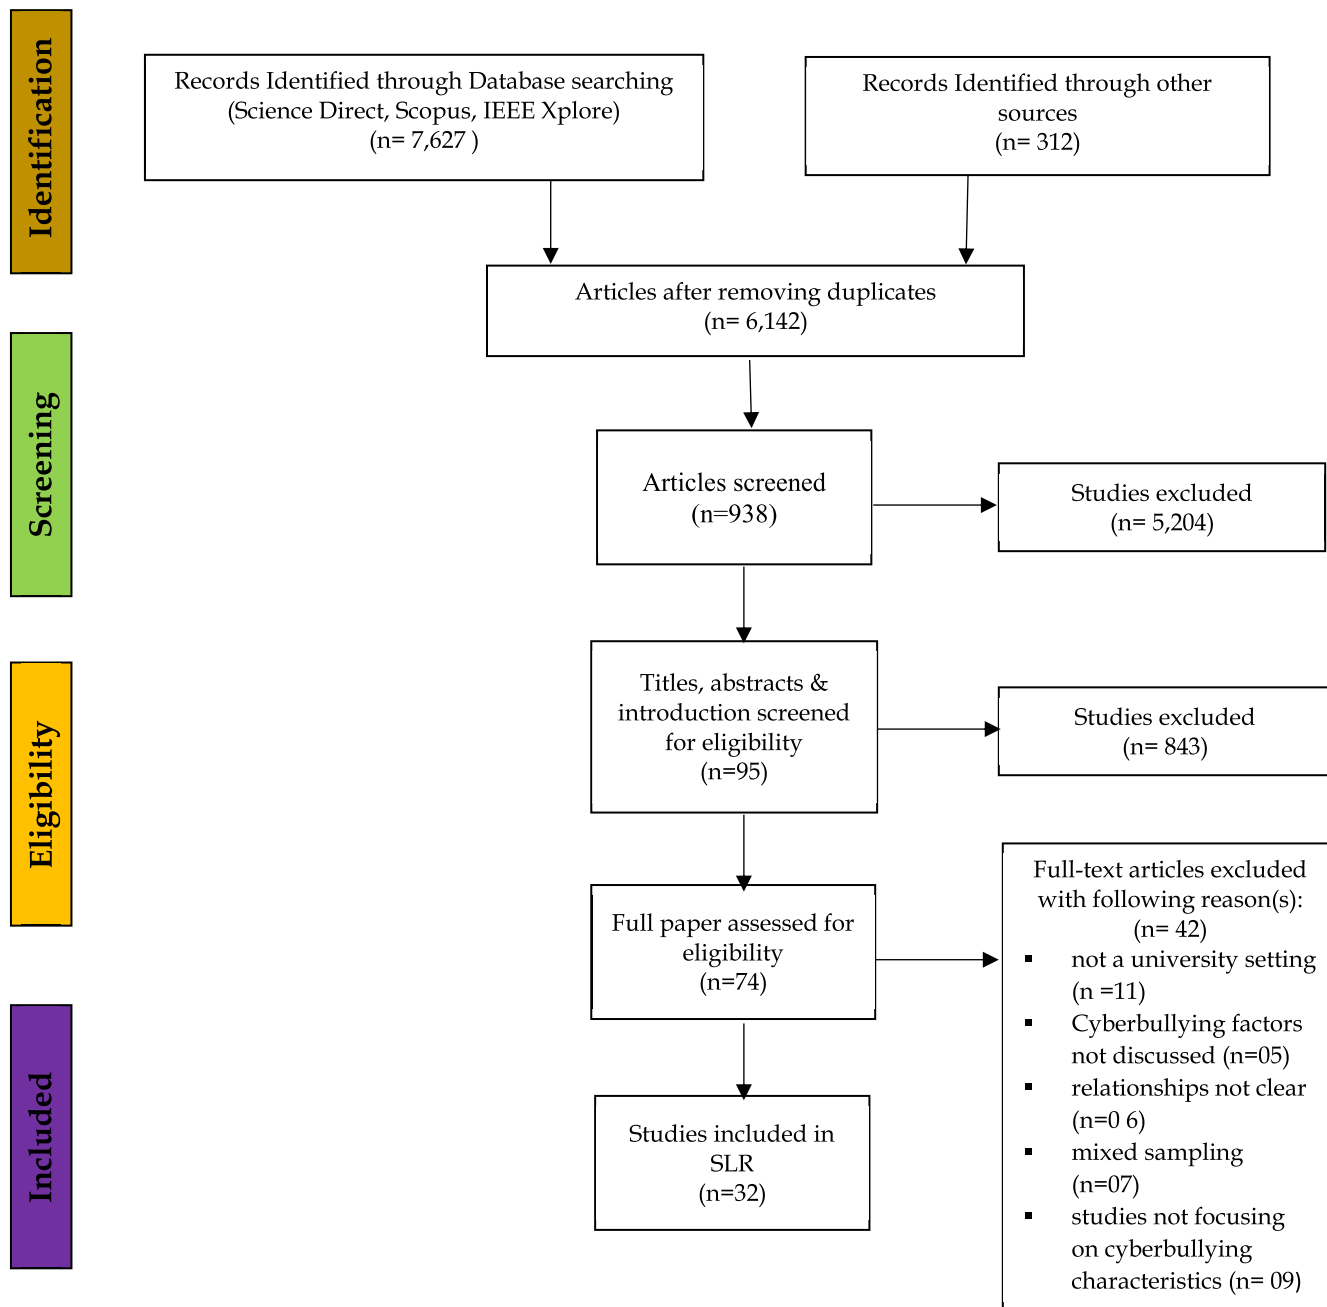 Identification
Records Identified through Database searching
(Science Direct, Scopus, IEEE Xplore)
(n= 7,627 )
Records Identified through other
sources
(n= 312)
Articles after removing duplicates
(n= 6,142)
Screening
Articles screened
(n=938)
Studies excluded
(n= 5,204)
Eligibility
Titles, abstracts &
introduction screened
for eligibility
(n=95)
Studies excluded
(n= 843)
Full paper assessed for
eligibility
(n=74)
Full-text articles excluded
with following reason(s):
(n= 42)
▪ not a university setting
(n =11)
▪ Cyberbullying factors
not discussed (n=05)
▪ relationships not clear
(n=0 6)
▪ mixed sampling
(n=07)
▪ studies not focusing
on cyberbullying
characteristics (n= 09)
Included
Studies included in
SLR
(n=32)